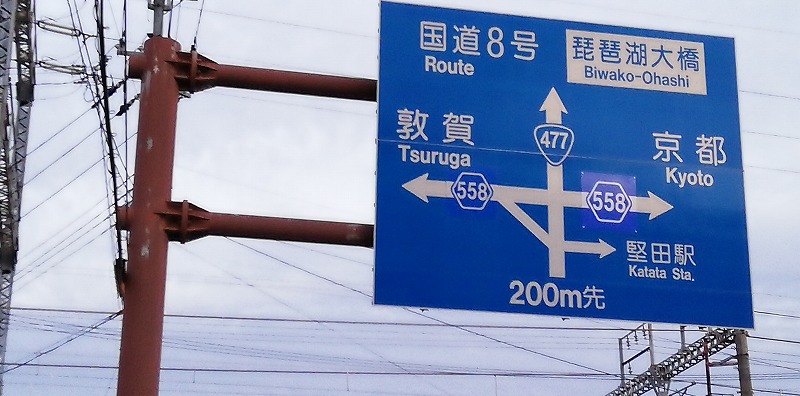 国道8号
Route
琵琶湖大橋
Biwako-Ohashi
477
敦賀
Tsuruga
京都
Kyoto
558
558
堅田駅
Katata Sta.
200m先